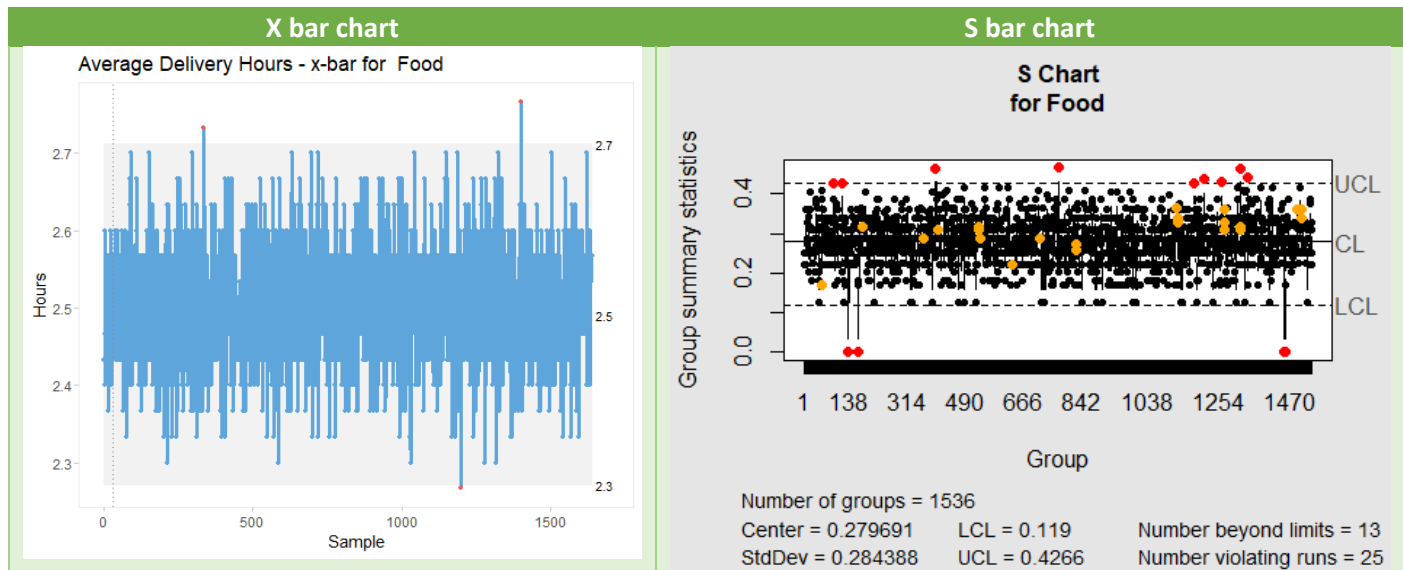 X bar chart
S bar chart
Average Delivery Hours - x-bar for  Food
Hours
2.7
2.6
2.5
2.4
2.3
2.7
2.5
2.3
0
500
1000
1500
Sample
S Chart
for Food
Group summary statistics
0.4
0.2
0.0
UCL
CL
LCL
1 138 314 490 666 842 1038 1254 1470
Group
Number of groups = 1536
Center = 0.279691 LCL = 0.119 Number beyond limits = 13
StdDev = 0.284388 UCL = 0.4266 Number violating runs = 25